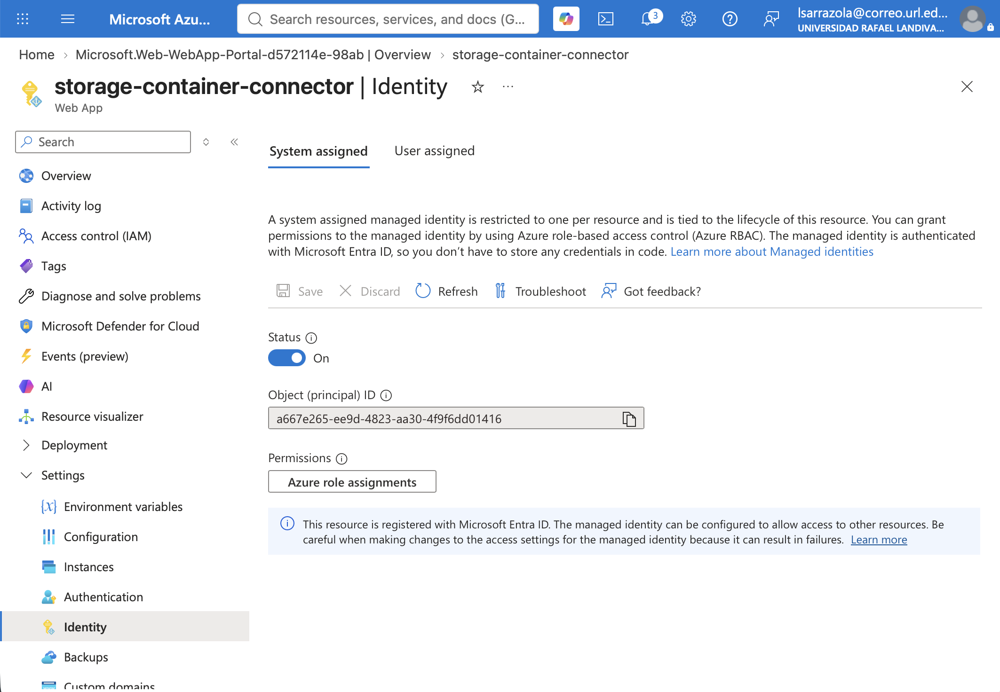 Microsoft Azu...
Search resources, services, and docs (G...
3
lsarrazola@correo.url.ed...
UNIVERSIDAD RAFAEL LANDIVA...
Home > Microsoft.Web-WebApp-Portal-d572114e-98ab | Overview > storage-container-connector
storage-container-connector | Identity
Web App
Search
Overview
Activity log
Access control (IAM)
Tags
Diagnose and solve problems
Microsoft Defender for Cloud
Events (preview)
AI
Resource visualizer
Deployment
Settings
Environment variables
Configuration
Instances
Authentication
Identity
Backups
Custom domains
System assigned
User assigned
A system assigned managed identity is restricted to one per resource and is tied to the lifecycle of this resource. You can grant
permissions to the managed identity by using Azure role-based access control (Azure RBAC). The managed identity is authenticated
with Microsoft Entra ID, so you don’t have to store any credentials in code. Learn more about Managed identities
Save
Discard
Refresh
Troubleshoot
Got feedback?
Status
On
Object (principal) ID
a667e265-ee9d-4823-aa30-4f9f6dd01416
Permissions
Azure role assignments
This resource is registered with Microsoft Entra ID. The managed identity can be configured to allow access to other resources. Be
careful when making changes to the access settings for the managed identity because it can result in failures. Learn more